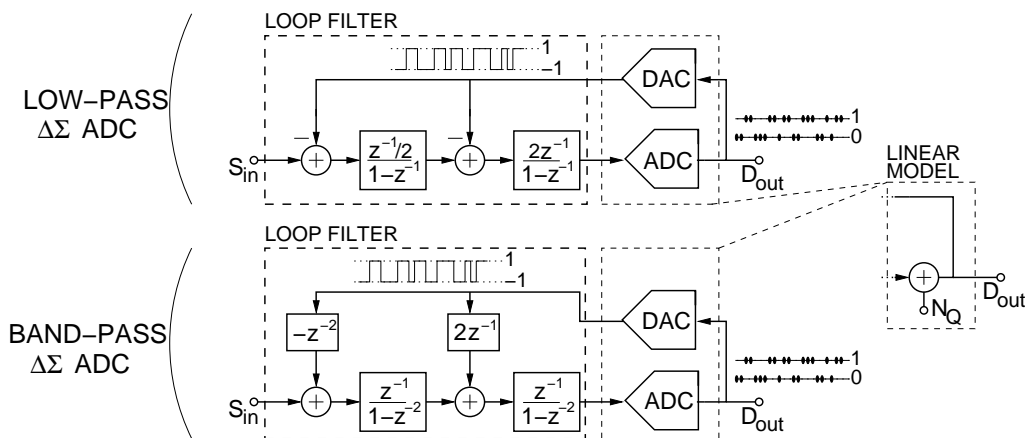 LOOP FILTER
1
−1
DAC
LOW−PASS
ΔΣ ADC
1
0
− −
S_in + z^{−1}/2 / 1−z^{−1} + 2z^{−1} / 1−z^{−1} ADC D_out
LINEAR
MODEL
+ N_Q D_out
LOOP FILTER
1
−1
−z^{−2} 2z^{−1} DAC
BAND−PASS
ΔΣ ADC
1
0
S_in + z^{−1} / 1−z^{−2} + z^{−1} / 1−z^{−2} ADC D_out